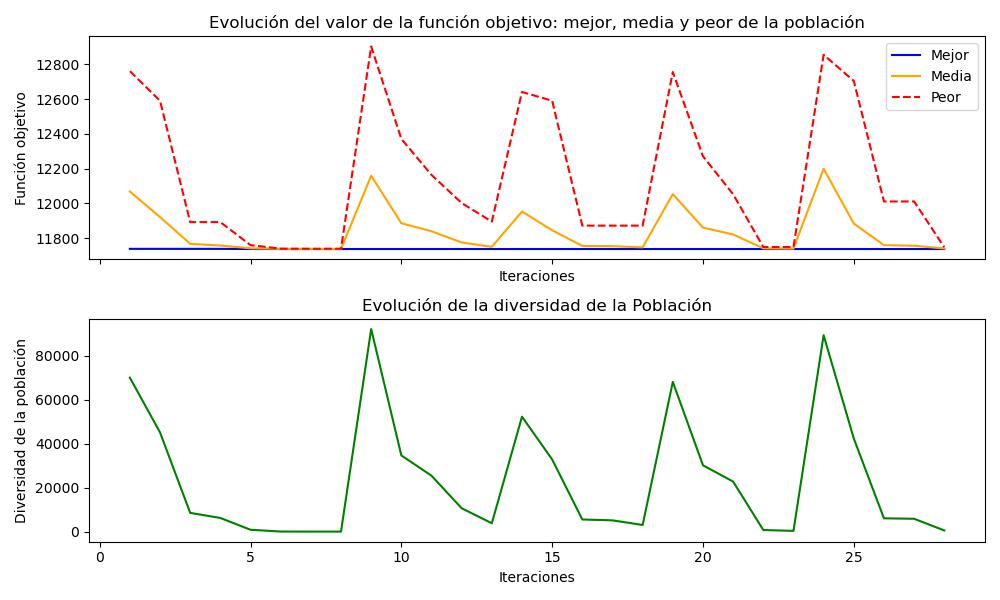 Evolución del valor de la función objetivo: mejor, media y peor de la población
Función objetivo
12800
12600
12400
12200
12000
11800
Mejor
Media
Peor
Iteraciones
Evolución de la diversidad de la Población
Diversidad de la población
80000
60000
40000
20000
0
0 5 10 15 20 25
Iteraciones